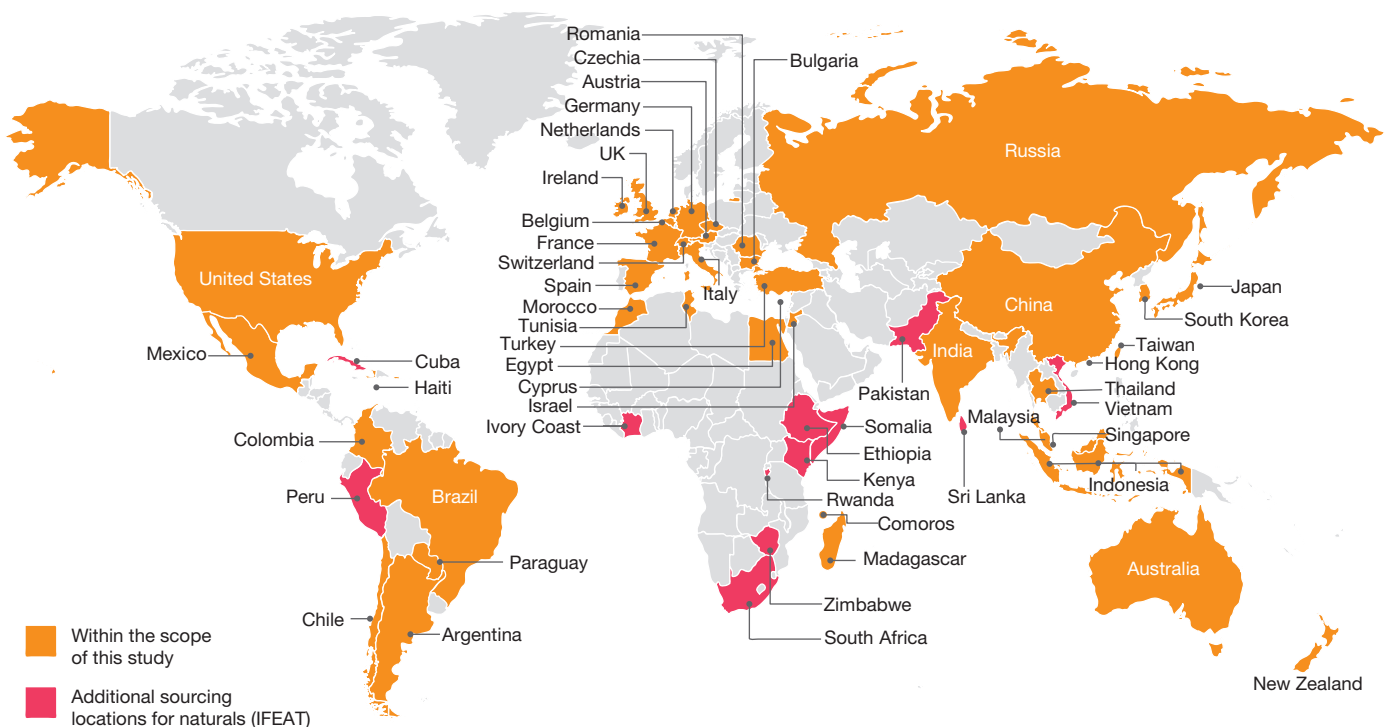 Romania
Czechia
Bulgaria
Austria
Germany
Netherlands
UK
Russia
Ireland
Belgium
France
Switzerland
United States
Spain
Italy
Japan
Morocco
China
South Korea
Tunisia
Turkey
Taiwan
Mexico
India
Cuba
Egypt
Hong Kong
Haiti
Cyprus
Pakistan
Thailand
Israel
Vietnam
Ivory Coast
Somalia
Malaysia
Colombia
Singapore
Ethiopia
Kenya
Indonesia
Peru
Brazil
Rwanda
Sri Lanka
Comoros
Paraguay
Madagascar
Australia
Zimbabwe
Chile
Argentina
South Africa
New Zealand
Within the scope
of this study
Additional sourcing
locations for naturals (IFEAT)